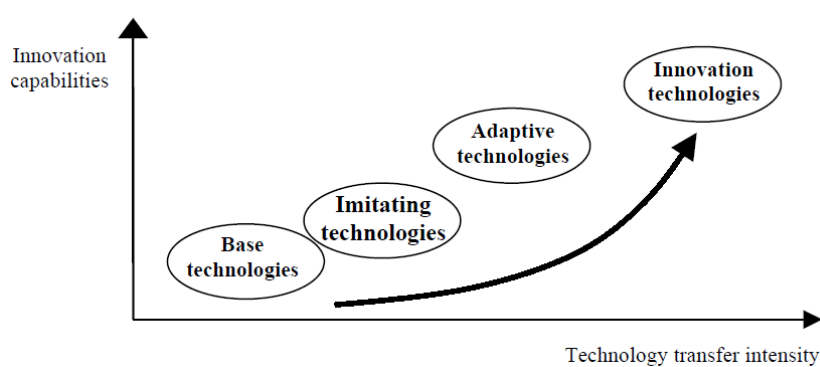 Innovation
capabilities
Innovation
technologies
Adaptive
technologies
Imitating
technologies
Base
technologies
Technology transfer intensity